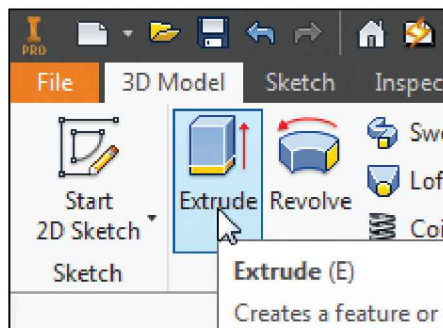 I
PRO
File 3D Model Sketch
Start
2D Sketch
Extrude
Revolve
Sketch
Extrude (E)
Creates a feature or